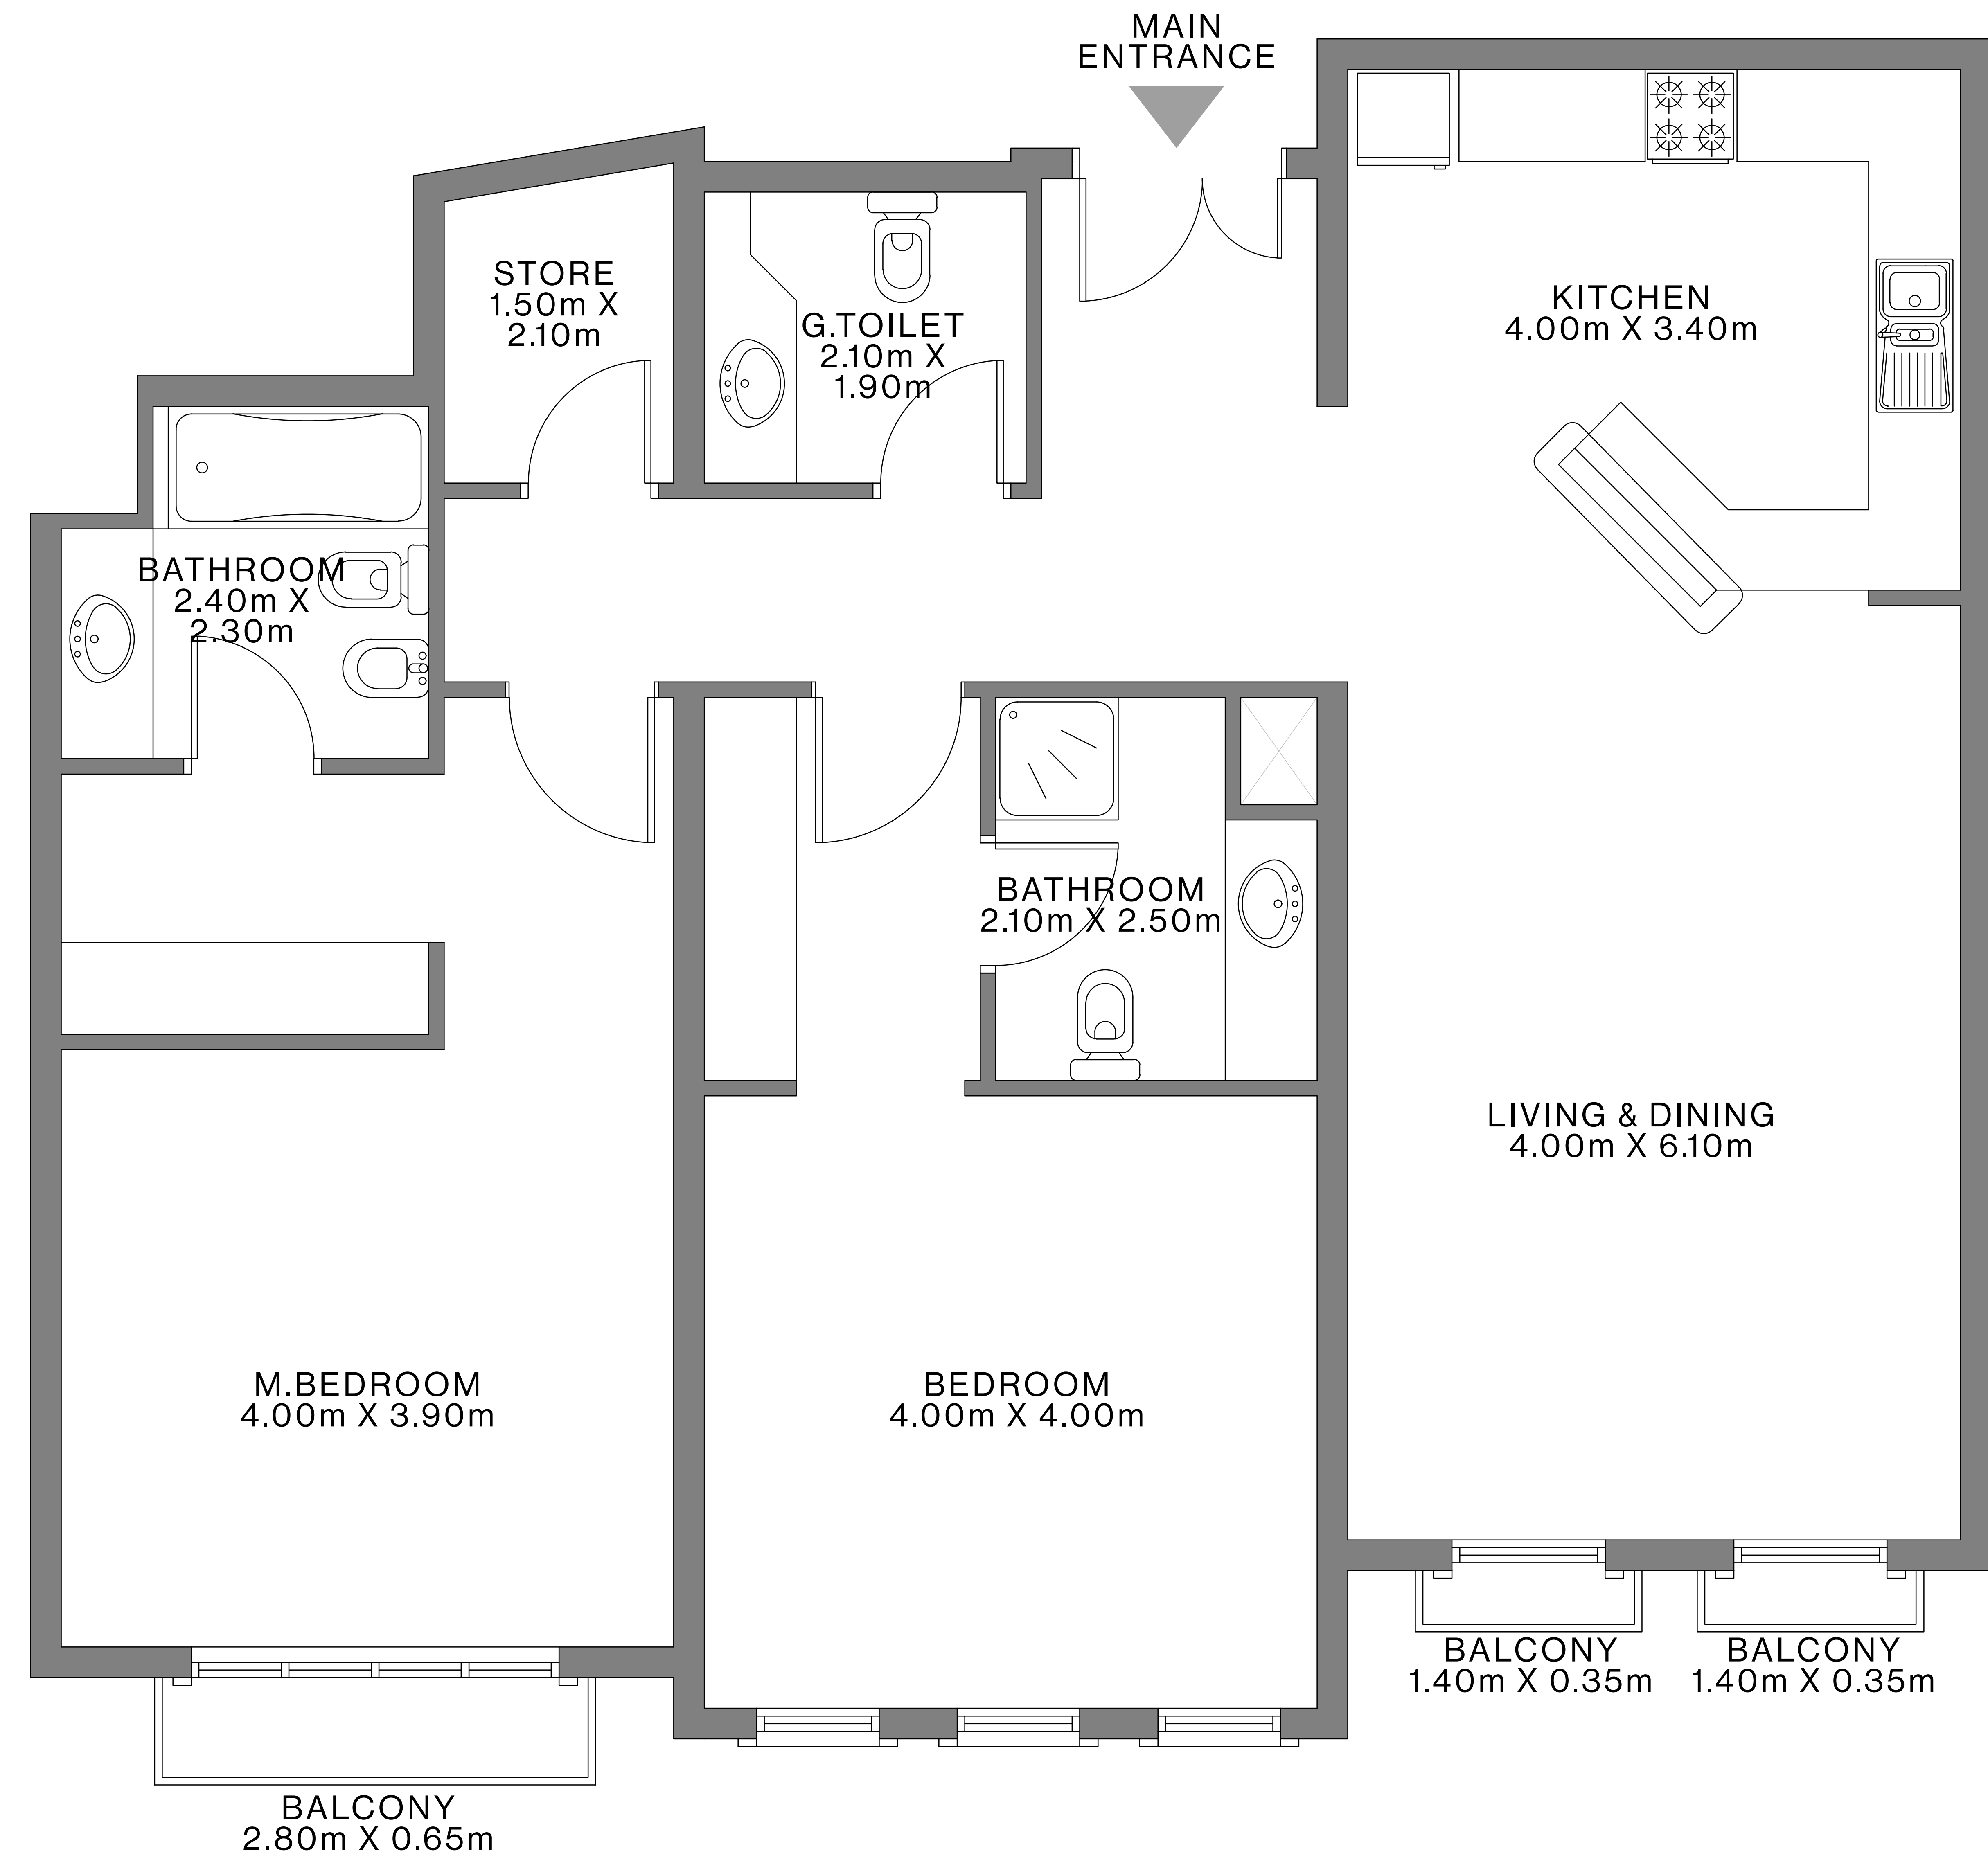 MAIN
ENTRANCE
STORE
1.50m X
2.10m
G.TOILET
2.10m X
1.90m
KITCHEN
4.00m X 3.40m
BATHROOM
2.40m X
2.30m
BATHROOM
2.10m X 2.50m
LIVING & DINING
4.00m X 6.10m
M.BEDROOM
4.00m X 3.90m
BEDROOM
4.00m X 4.00m
BALCONY
1.40m X 0.35m
BALCONY
1.40m X 0.35m
BALCONY
2.80m X 0.65m